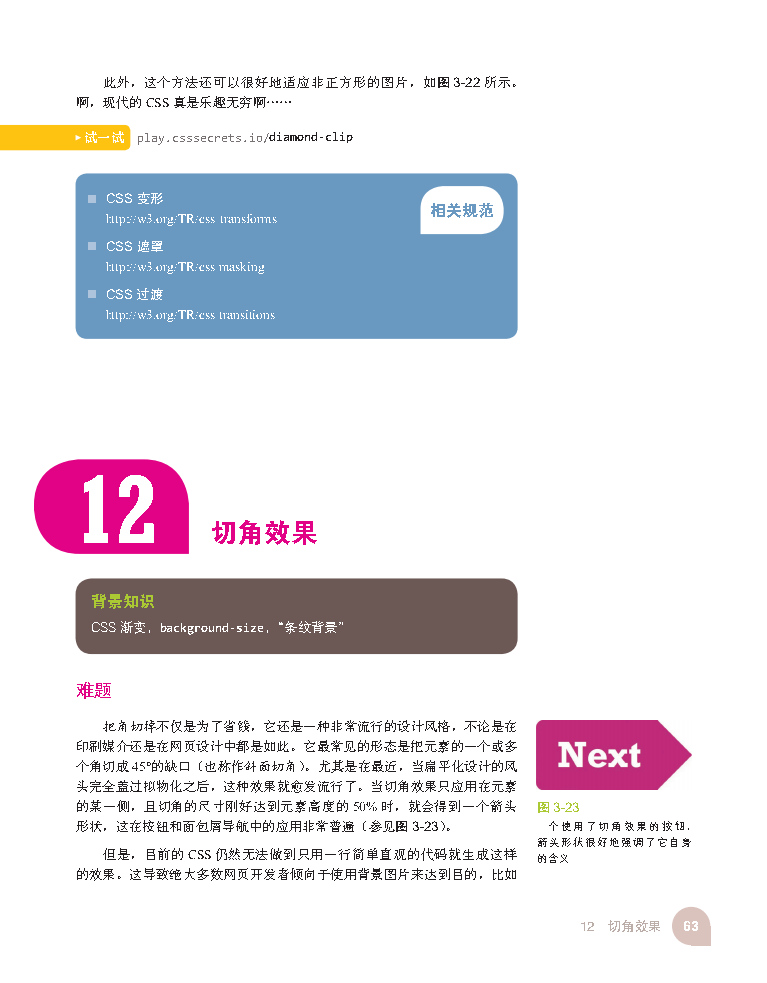 此外，这个方法还可以很好地适应非正方形的图片，如图 3-22 所示。
啊，现代的 CSS 真是乐趣无穷啊……
▸ 试一试 play.csssecrets.io/diamond-clip
相关规范
■ CSS 变形
http://w3.org/TR/css-transforms
■ CSS 遮罩
http://w3.org/TR/css-masking
■ CSS 过渡
http://w3.org/TR/css-transitions
12 切角效果
背景知识
CSS 渐变，background-size，“条纹背景”
难题
把角切掉不仅是为了省钱，它还是一种非常流行的设计风格，不论是在
印刷媒介还是在网页设计中都是如此。它最常见的形态是把元素的一个或多
个角切成 45°的缺口（也称作斜面切角）。尤其是在最近，当扁平化设计的风
头完全盖过拟物化之后，这种效果就愈发流行了。当切角效果只应用在元素
的某一侧，且切角的尺寸刚好达到元素高度的 50% 时，就会得到一个箭头
形状，这在按钮和面包屑导航中的应用非常普遍（参见图 3-23）。
但是，目前的 CSS 仍然无法做到只用一行简单直观的代码就生成这样
的效果。这导致绝大多数网页开发者倾向于使用背景图片来达到目的，比如
Next
图 3-23
一个使用了切角效果的按钮，
箭头形状很好地强调了它自身
的含义
12 切角效果 63